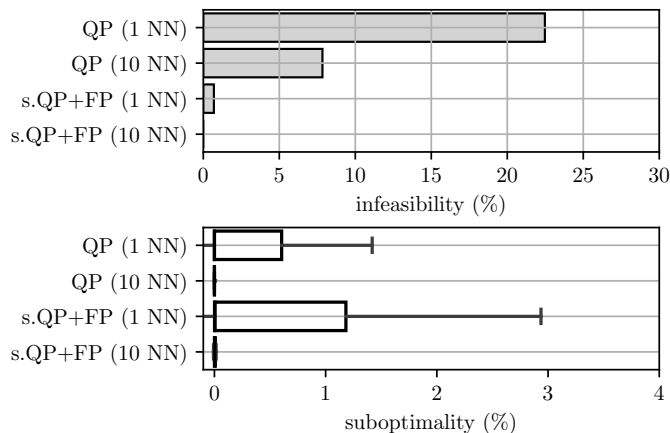 QP (1 NN)
QP (10 NN)
s.QP+FP (1 NN)
s.QP+FP (10 NN)
0 5 10 15 20 25 30
infeasibility (%)
QP (1 NN)
QP (10 NN)
s.QP+FP (1 NN)
s.QP+FP (10 NN)
0 1 2 3 4
suboptimality (%)